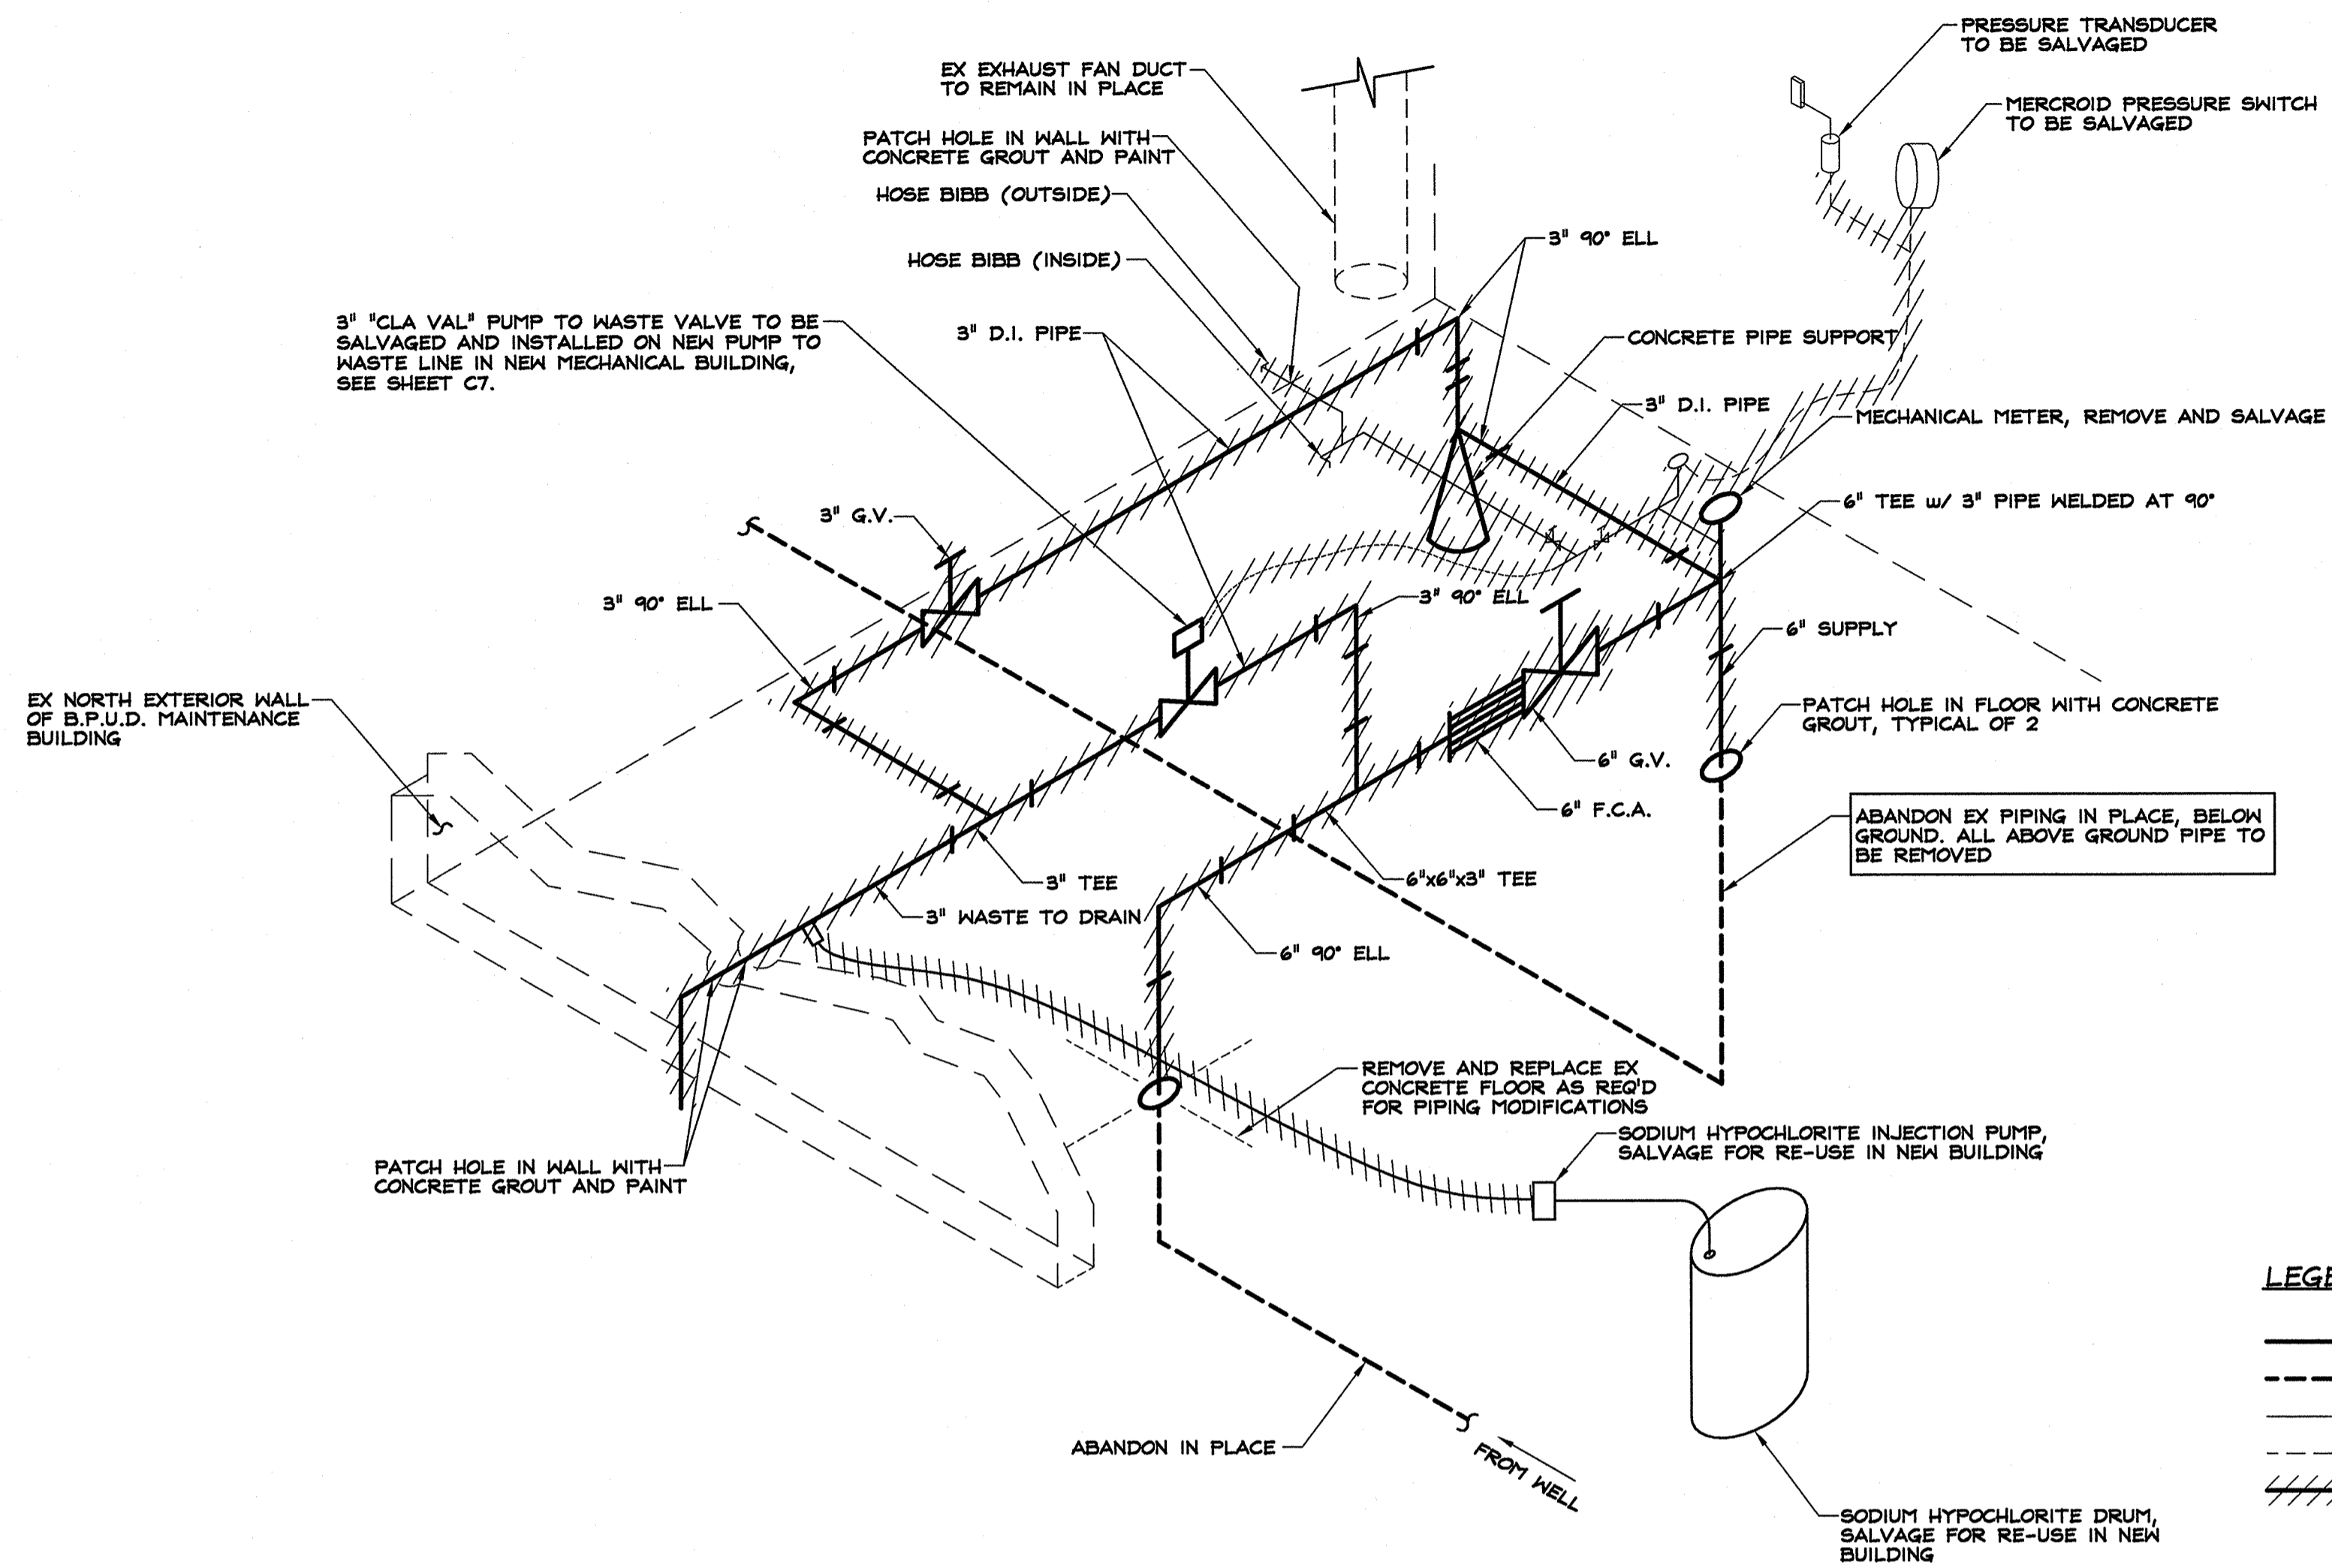 PRESSURE TRANSDUCER
TO BE SALVAGED
EX EXHAUST FAN DUCT
TO REMAIN IN PLACE
MERCROID PRESSURE SWITCH
TO BE SALVAGED
PATCH HOLE IN WALL WITH
CONCRETE GROUT AND PAINT
HOSE BIBB (OUTSIDE)
HOSE BIBB (INSIDE)
3" 90° ELL
3" "CLA VAL" PUMP TO WASTE VALVE TO BE
SALVAGED AND INSTALLED ON NEW PUMP TO
WASTE LINE IN NEW MECHANICAL BUILDING,
SEE SHEET C7.
3" D.I. PIPE
CONCRETE PIPE SUPPORT
3" D.I. PIPE
MECHANICAL METER, REMOVE AND SALVAGE
3" G.V.
6" TEE w/ 3" PIPE WELDED AT 90°
3" 90° ELL
3" 90° ELL
6" SUPPLY
EX NORTH EXTERIOR WALL
OF B.P.U.D. MAINTENANCE
BUILDING
PATCH HOLE IN FLOOR WITH CONCRETE
GROUT, TYPICAL OF 2
6" G.V.
6" F.C.A.
ABANDON EX PIPING IN PLACE, BELOW
GROUND. ALL ABOVE GROUND PIPE TO
BE REMOVED
3" TEE
6"x6"x3" TEE
3" WASTE TO DRAIN
6" 90° ELL
REMOVE AND REPLACE EX
CONCRETE FLOOR AS REQ'D
FOR PIPING MODIFICATIONS
SODIUM HYPOCHLORITE INJECTION PUMP,
SALVAGE FOR RE-USE IN NEW BUILDING
PATCH HOLE IN WALL WITH
CONCRETE GROUT AND PAINT
LEGE
ABANDON IN PLACE
FROM WELL
SODIUM HYPOCHLORITE DRUM,
SALVAGE FOR RE-USE IN NEW
BUILDING